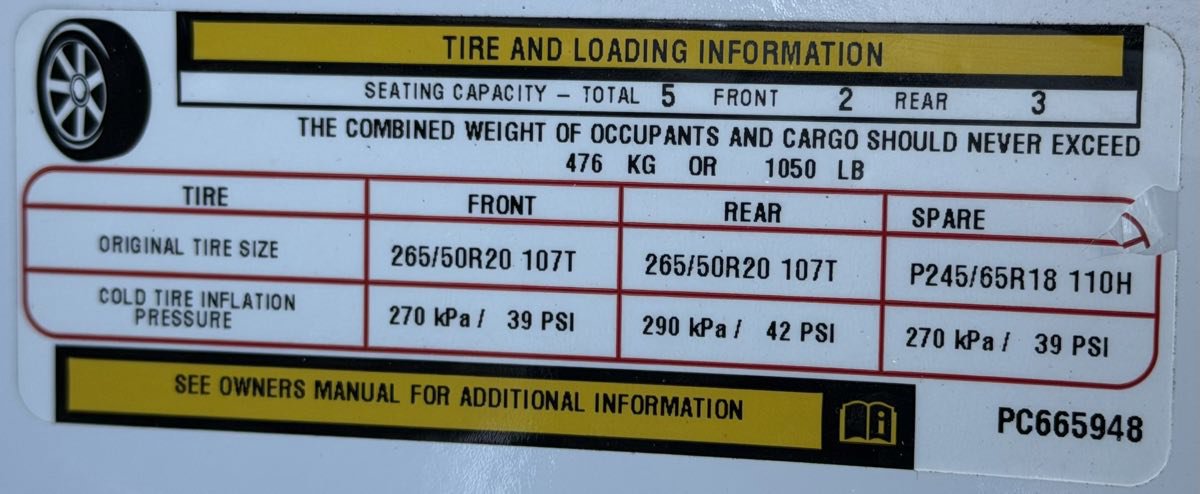 TIRE AND LOADING INFORMATION
SEATING CAPACITY – TOTAL 5 FRONT 2 REAR 3
THE COMBINED WEIGHT OF OCCUPANTS AND CARGO SHOULD NEVER EXCEED
476 KG OR 1050 LB
TIRE FRONT REAR SPARE
ORIGINAL TIRE SIZE 265/50R20 107T 265/50R20 107T P245/65R18 110H
COLD TIRE INFLATION
PRESSURE 270 kPa / 39 PSI 290 kPa / 42 PSI 270 kPa / 39 PSI
SEE OWNERS MANUAL FOR ADDITIONAL INFORMATION
PC665948